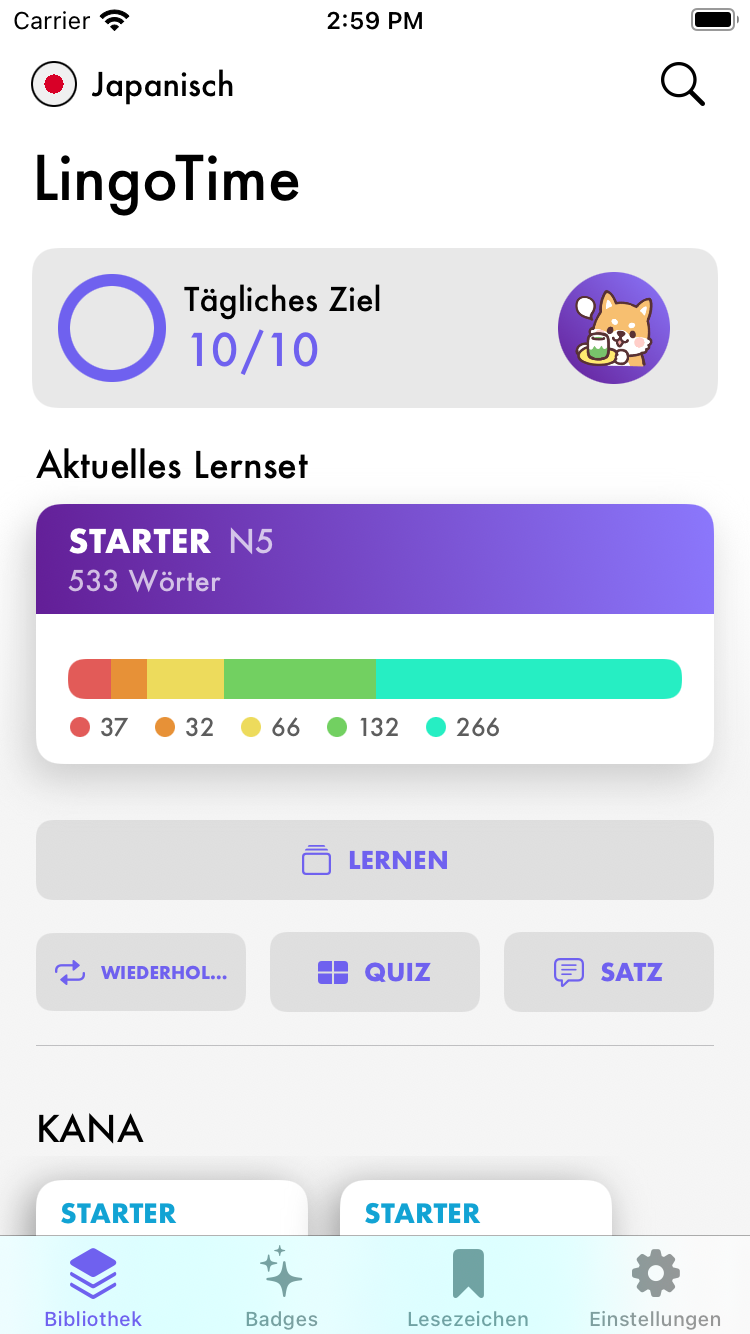 Carrier 2:59 PM
Japanisch
LingoTime
Tägliches Ziel
10/10
Aktuelles Lernset
STARTER N5
533 Wörter
37 32 66 132 266
LERNEN
WIEDERHOL... QUIZ SATZ
KANA
STARTER STARTER
Bibliothek Badges Lesezeichen Einstellungen